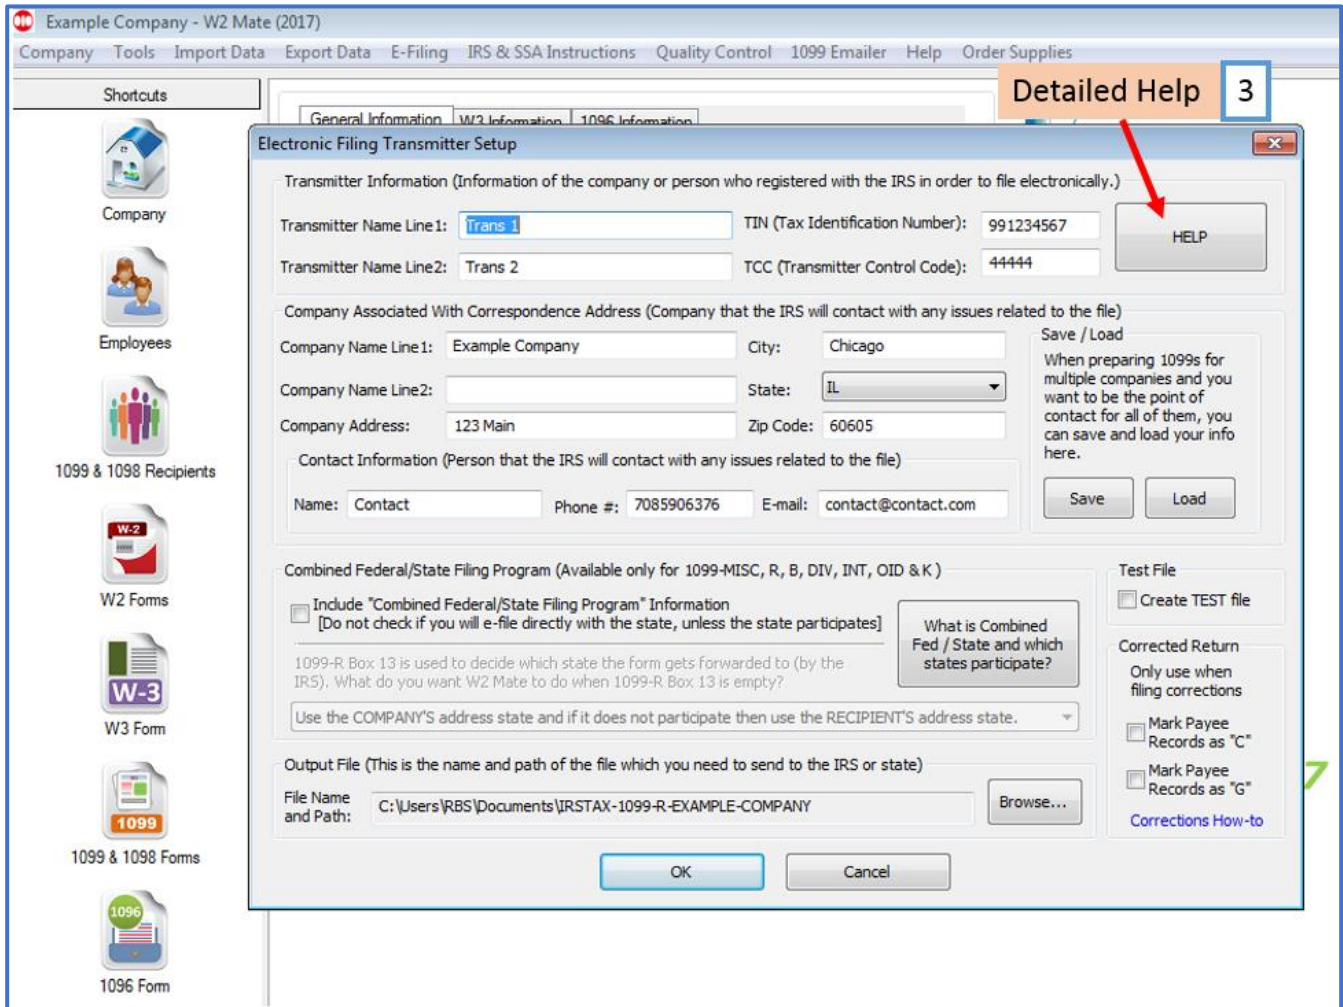 Example Company - W2 Mate (2017)
Company Tools Import Data Export Data E-Filing IRS & SSA Instructions Quality Control 1099 Emailer Help Order Supplies
Detailed Help 3
Shortcuts
General Information W3 Information 1096 Information
Electronic Filing Transmitter Setup
Transmitter Information (Information of the company or person who registered with the IRS in order to file electronically.)
Transmitter Name Line1: Trans 1 TIN (Tax Identification Number): 991234567
HELP
Transmitter Name Line2: Trans 2 TCC (Transmitter Control Code): 44444
Company Associated With Correspondence Address (Company that the IRS will contact with any issues related to the file)
Company Name Line1: Example Company City: Chicago
Company Name Line2: State: IL
Company Address: 123 Main Zip Code: 60605
Save / Load
When preparing 1099s for
multiple companies and you
want to be the point of
contact for all of them, you
can save and load your info
here.
Save Load
Contact Information (Person that the IRS will contact with any issues related to the file)
Name: Contact Phone #: 7085906376 E-mail: contact@contact.com
Combined Federal/State Filing Program (Available only for 1099-MISC, R, B, DIV, INT, OID & K )
Include "Combined Federal/State Filing Program" Information
[Do not check if you will e-file directly with the state, unless the state participates]
What is Combined
Fed / State and which
states participate?
1099-R Box 13 is used to decide which state the form gets forwarded to (by the
IRS). What do you want W2 Mate to do when 1099-R Box 13 is empty?
Use the COMPANY'S address state and if it does not participate then use the RECIPIENT'S address state.
Test File
Create TEST file
Corrected Return
Only use when
filing corrections
Mark Payee
Records as "C"
Mark Payee
Records as "G"
Corrections How-to
Output File (This is the name and path of the file which you need to send to the IRS or state)
File Name
and Path: C:\Users\RBS\Documents\IRSTAX-1099-R-EXAMPLE-COMPANY
Browse...
OK Cancel
7
Company
Employees
1099 & 1098 Recipients
W-2
W2 Forms
W-3
W3 Form
1099
1099 & 1098 Forms
1096
1096 Form